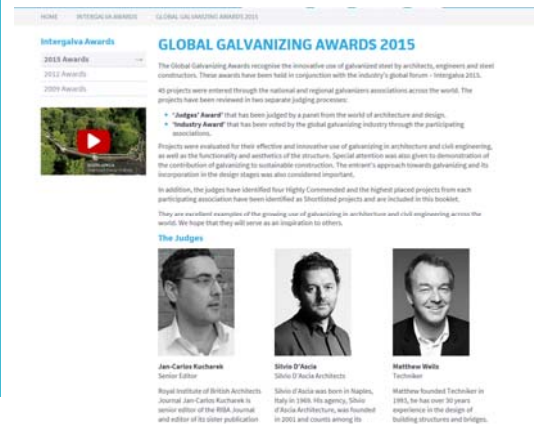 HOME INTERGALVA AWARDS GLOBAL GALVANIZING AWARDS 2015
Intergalva Awards
2015 Awards
2012 Awards
2009 Awards
GLOBAL GALVANIZING AWARDS 2015
The Global Galvanizing Awards recognise the innovative use of galvanized steel by architects, engineers and steel
constructors. These awards have been held in conjunction with the industry's global forum – Intergalva 2015.
45 projects were entered through the national and regional galvanizers associations across the world. The
projects have been reviewed in two separate judging processes:
'Judges' Award' that has been judged by a panel from the world of architecture and design.
'Industry Award' that has been voted by the global galvanizing industry through the participating
associations.
Projects were evaluated for their effective and innovative use of galvanizing in architecture and civil engineering,
as well as the functionality and aesthetics of the structure. Special attention was also given to demonstration of
the contribution of galvanizing to sustainable construction. The entrant's approach towards galvanizing and its
incorporation in the design stages was also considered important.
In addition, the judges have identified four Highly Commended and the highest placed projects from each
participating association have been identified as Shortlisted projects and are included in this booklet.
They are excellent examples of the growing use of galvanizing in architecture and civil engineering across the
world. We hope that they will serve as an inspiration to others.
The Judges
Jan-Carlos Kucharek
Senior Editor
Royal Institute of British Architects
Journal Jan-Carlos Kucharek is
senior editor of the RIBA Journal
and editor of its sister publication
Silvio D'Ascia
Silvio D'Ascia Architects
Silvio d'Ascia was born in Naples,
Italy in 1969. His agency, Silvio
d'Ascia Architecture, was founded
in 2001 and counts among its
Matthew Wells
Techniker
Matthew founded Techniker in
1993, he has over 30 years
experience in the design of
building structures and bridges.